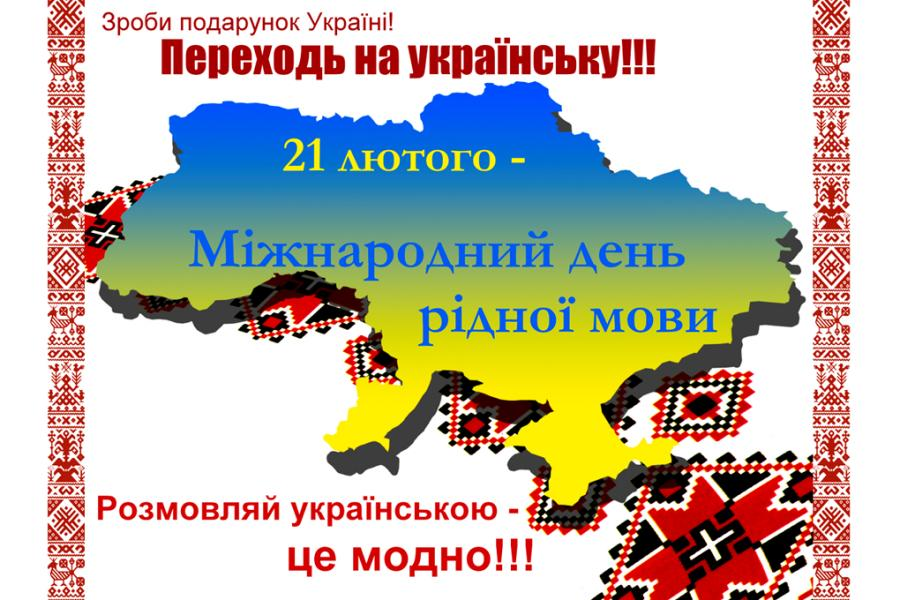 Зроби подарунок Україні!
Переходь на українську!!!
21 лютого -
Міжнародний день
рідної мови
Розмовляй українською -
це модно!!!